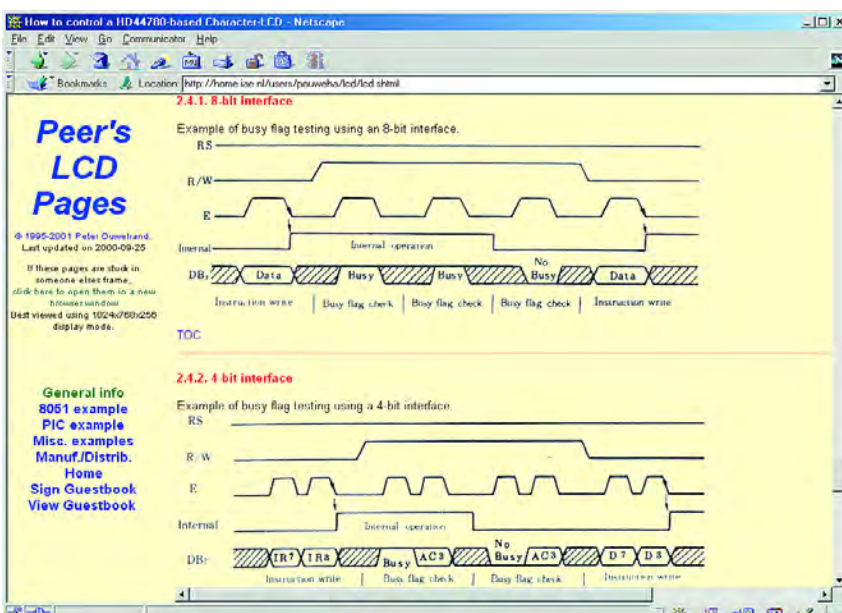 How to control a HD44780-based Character-LCD - Netscape
File Edit View Go Communicator Help
Bookmarks Location: http://home.iae.nl/users/pouweha/lcd/lcd.shtml
Peer's
LCD
Pages
© 1995-2001 Peter Ouwehand.
Last updated on 2000-09-25
If these pages are stuck in
someone elses frame,
click here to open them in a new
browser window
Best viewed using 1024x768x256
display mode.
General info
8051 example
PIC example
Misc. examples
Manuf./Distrib.
Home
Sign Guestbook
View Guestbook
2.4.1. 8-bit interface
Example of busy flag testing using an 8-bit interface.
RS
R/W
E
Internal
Internal operation
DB7 Data Busy Busy No Busy Data
Instruction write Busy flag check Busy flag check Busy flag check Instruction write
TOC
2.4.2. 4-bit interface
Example of busy flag testing using a 4-bit interface.
RS
R/W
E
Internal
Internal operation
DB7 IR7 IR3 Busy AC3 No Busy AC3 D7 D3
Instruction write Busy flag check Busy flag check Instruction write